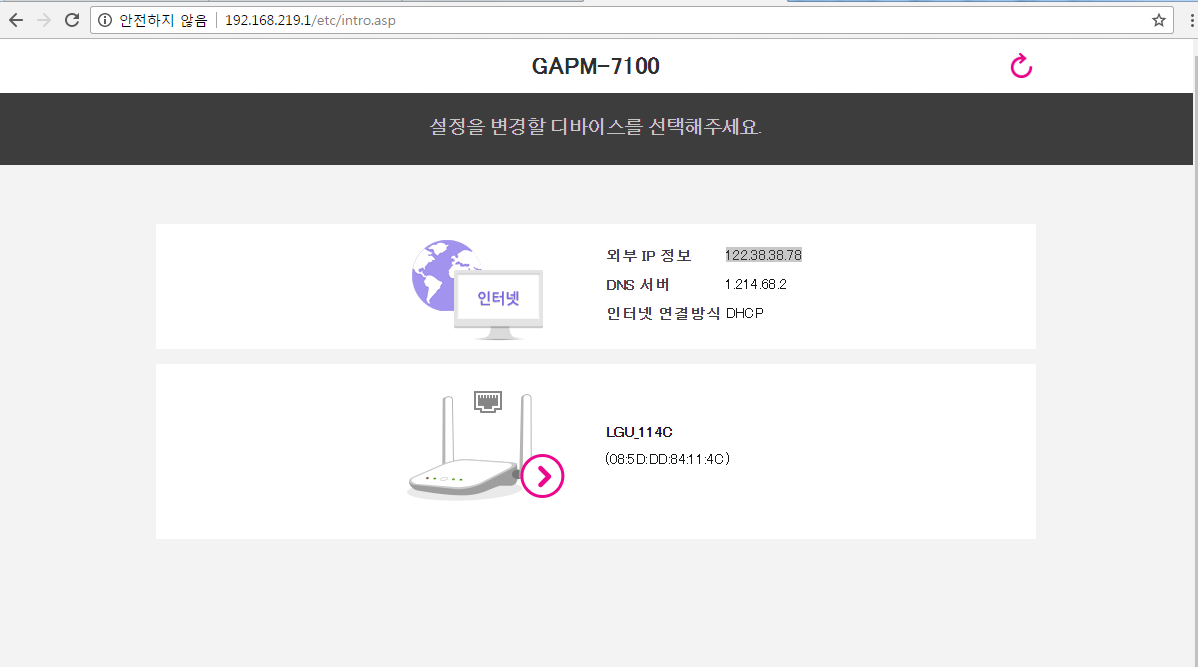 안전하지 않음 192.168.219.1/etc/intro.asp
GAPM-7100
설정을 변경할 디바이스를 선택해주세요.
인터넷
외부 IP 정보 122.38.38.78
DNS 서버 1.214.68.2
인터넷 연결방식 DHCP
LGU_114C
(08:5D:DD:84:11:4C)